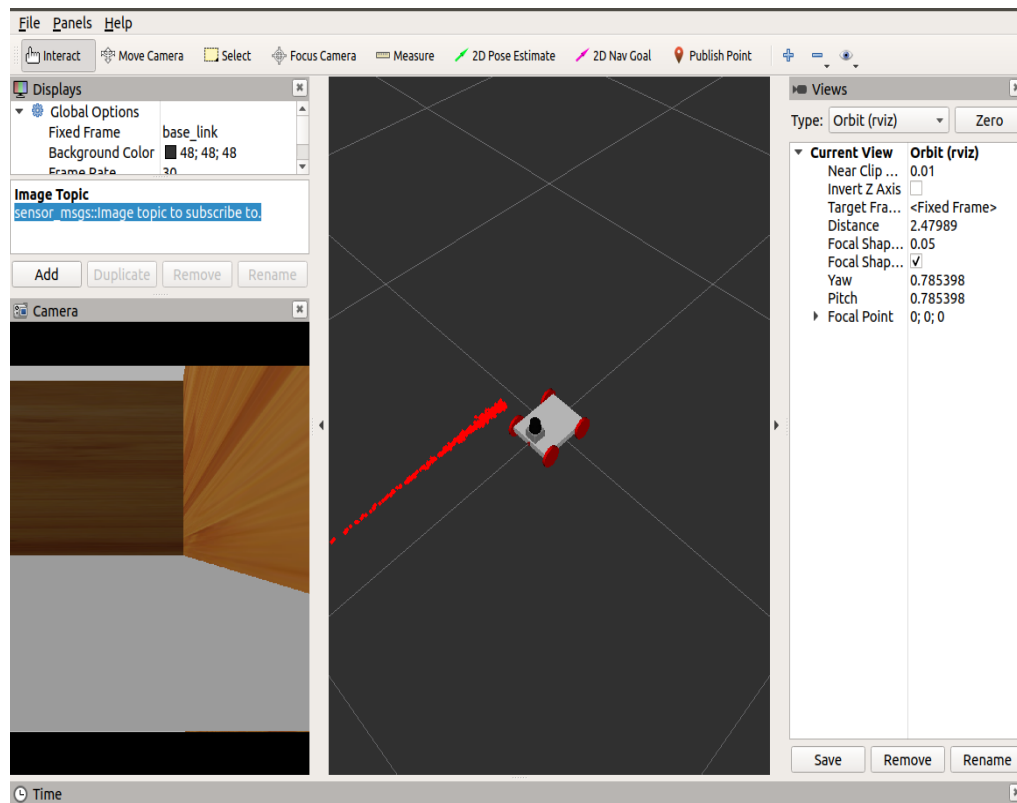 File Panels Help
Interact Move Camera Select Focus Camera Measure 2D Pose Estimate 2D Nav Goal Publish Point
Displays
Global Options
Fixed Frame base_link
Background Color 48; 48; 48
Frame Rate 30
Image Topic
sensor_msgs::Image topic to subscribe to.
Add Duplicate Remove Rename
Camera
Views
Type: Orbit (rviz) Zero
Current View Orbit (rviz)
Near Clip ... 0.01
Invert Z Axis
Target Fra... <Fixed Frame>
Distance 2.47989
Focal Shap... 0.05
Focal Shap...
Yaw 0.785398
Pitch 0.785398
Focal Point 0; 0; 0
Save Remove Rename
Time